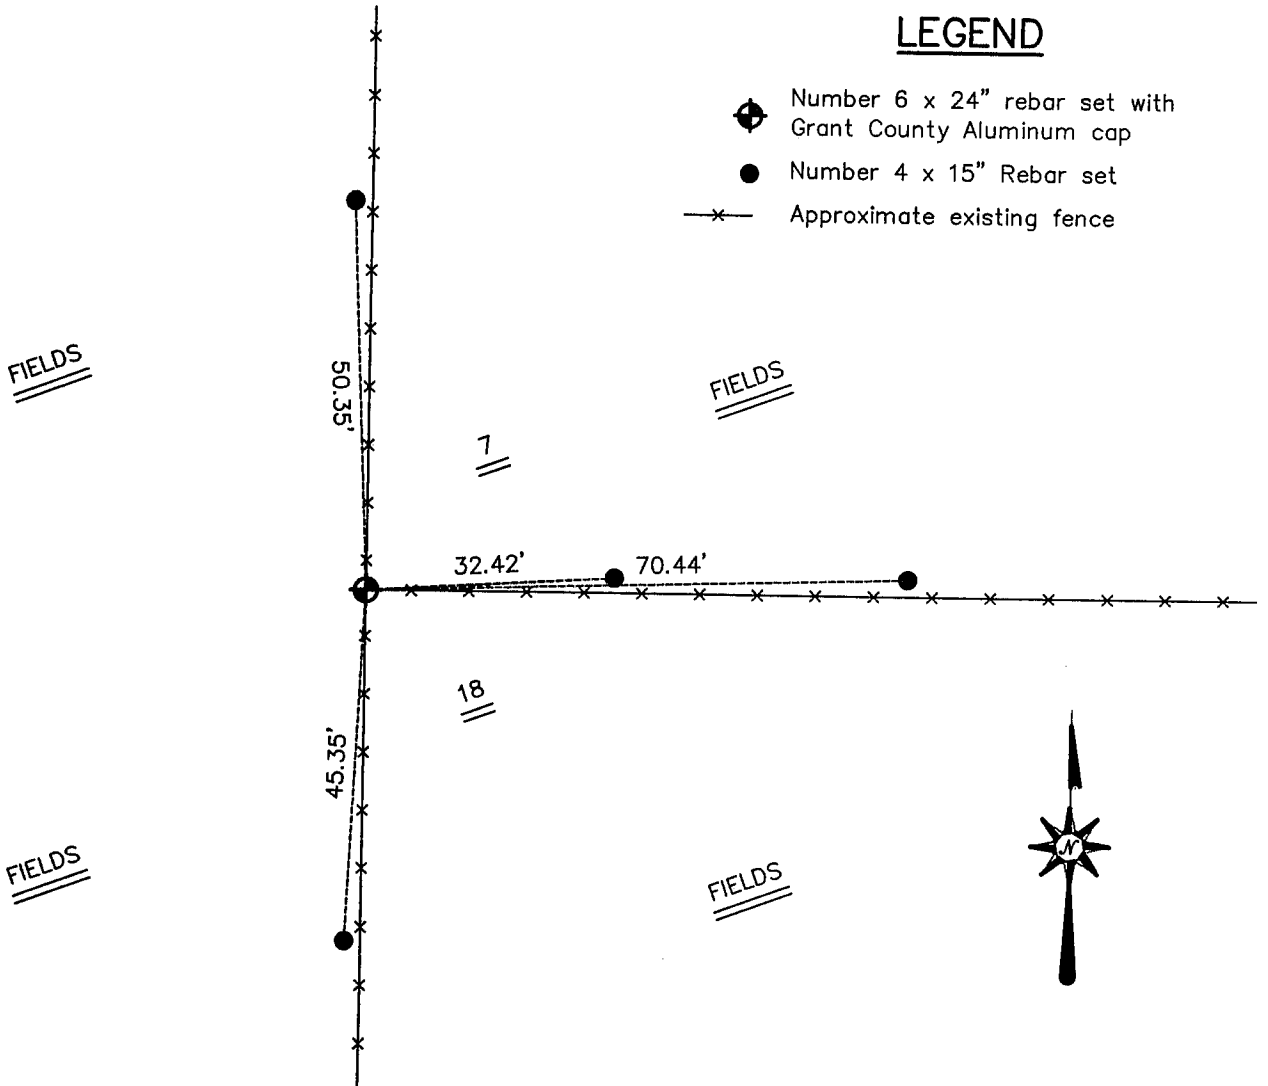 LEGEND
Number 6 x 24” rebar set with
Grant County Aluminum cap
Number 4 x 15” Rebar set
Approximate existing fence
FIELDS
FIELDS
50.35’
7
32.42’
70.44’
18
45.35’
FIELDS
FIELDS
N